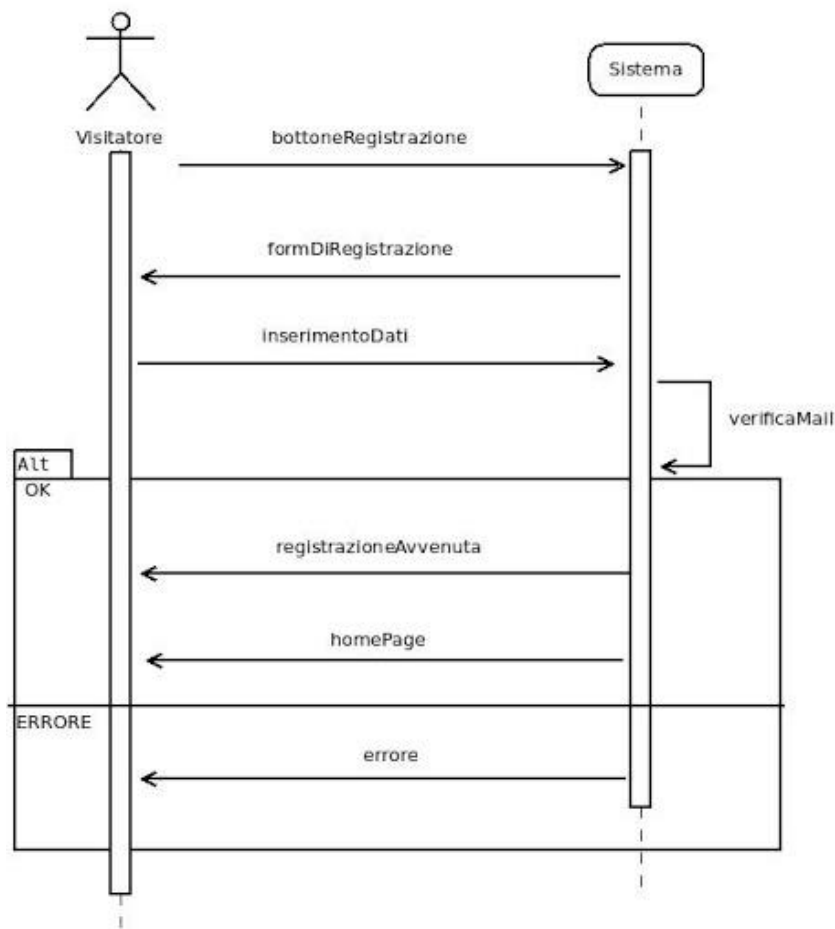 Sistema
Visitatore
bottoneRegistrazione
formDiRegistrazione
inserimentoDati
verificaMail
Alt
OK
registrazioneAvvenuta
homePage
ERRORE
errore